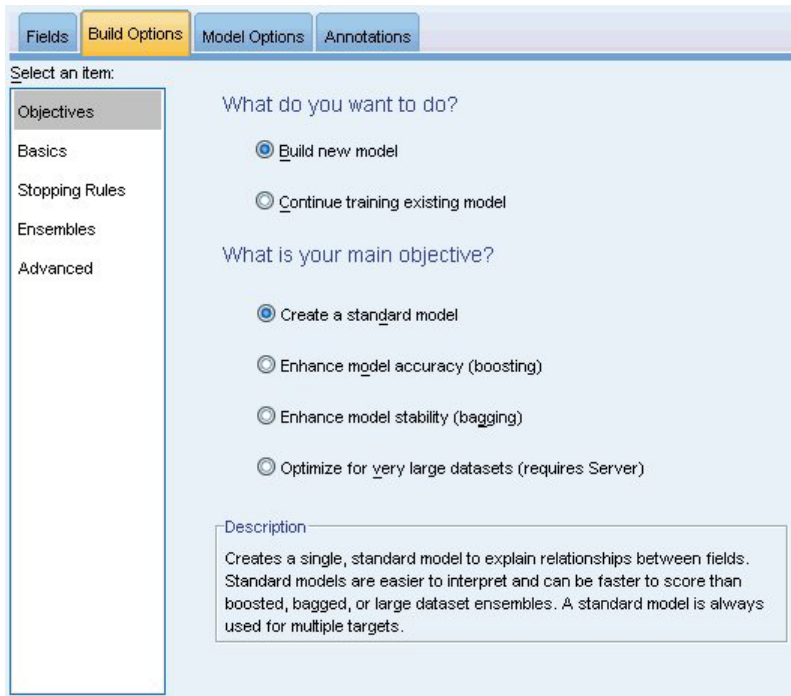 Fields Build Options Model Options Annotations
Select an item:
Objectives
Basics
Stopping Rules
Ensembles
Advanced
What do you want to do?
Build new model
Continue training existing model
What is your main objective?
Create a standard model
Enhance model accuracy (boosting)
Enhance model stability (bagging)
Optimize for very large datasets (requires Server)
Description
Creates a single, standard model to explain relationships between fields.
Standard models are easier to interpret and can be faster to score than
boosted, bagged, or large dataset ensembles. A standard model is always
used for multiple targets.